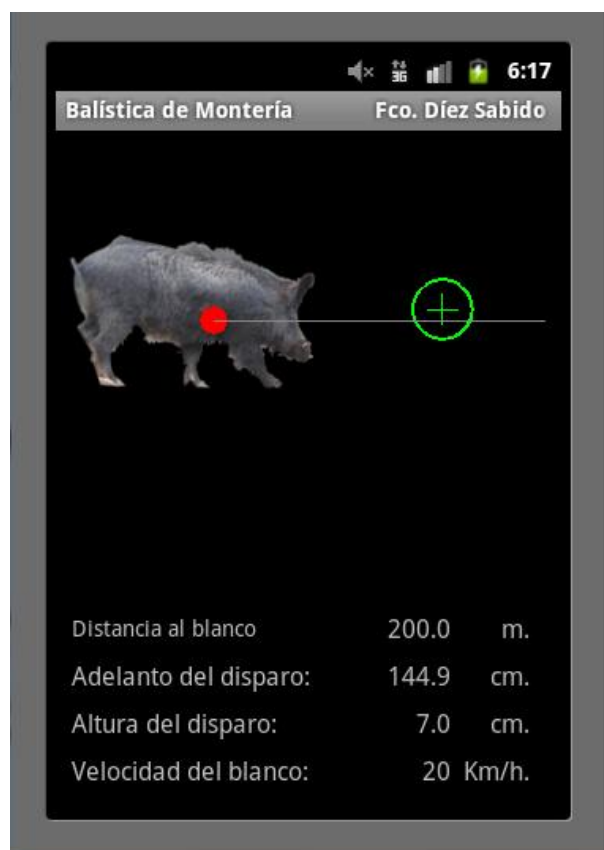 3G 6:17
Balística de Montería Fco. Díez Sabido
Distancia al blanco 200.0 m.
Adelanto del disparo: 144.9 cm.
Altura del disparo: 7.0 cm.
Velocidad del blanco: 20 Km/h.